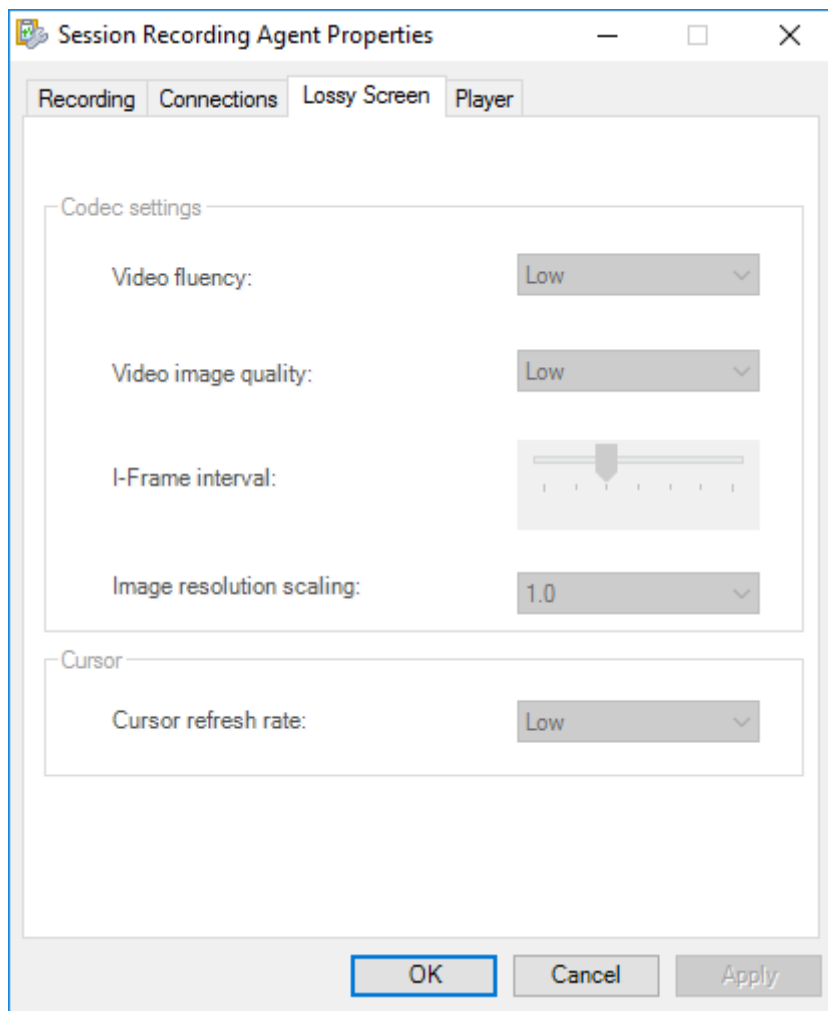 Session Recording Agent Properties
Recording Connections Lossy Screen Player
Codec settings
Video fluency: Low
Video image quality: Low
I-Frame interval:
Image resolution scaling: 1.0
Cursor
Cursor refresh rate: Low
OK Cancel Apply